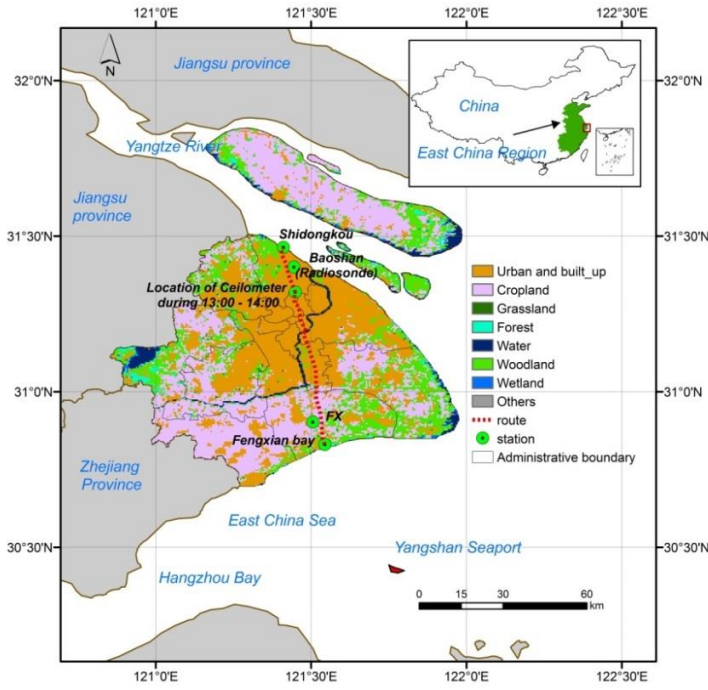 121°0'E
121°30'E
122°0'E
122°30'E
32°0'N
31°30'N
31°0'N
30°30'N
N
Jiangsu province
Yangtze River
Jiangsu
province
China
East China Region
Shidongkou
Baoshan
(Radiosonde)
Location of Ceilometer
during 13:00 - 14:00
FX
Fengxian bay
Zhejiang
Province
East China Sea
Yangshan Seaport
Hangzhou Bay
Urban and built_up
Cropland
Grassland
Forest
Water
Woodland
Wetland
Others
route
station
Administrative boundary
0 15 30 60
km
32°0'N
31°30'N
31°0'N
30°30'N
121°0'E
121°30'E
122°0'E
122°30'E